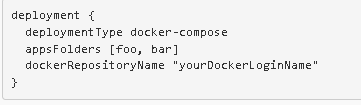 deployment {
  deploymentType docker-compose
  appsFolders [foo, bar]
  dockerRepositoryName "yourDockerLoginName"
}